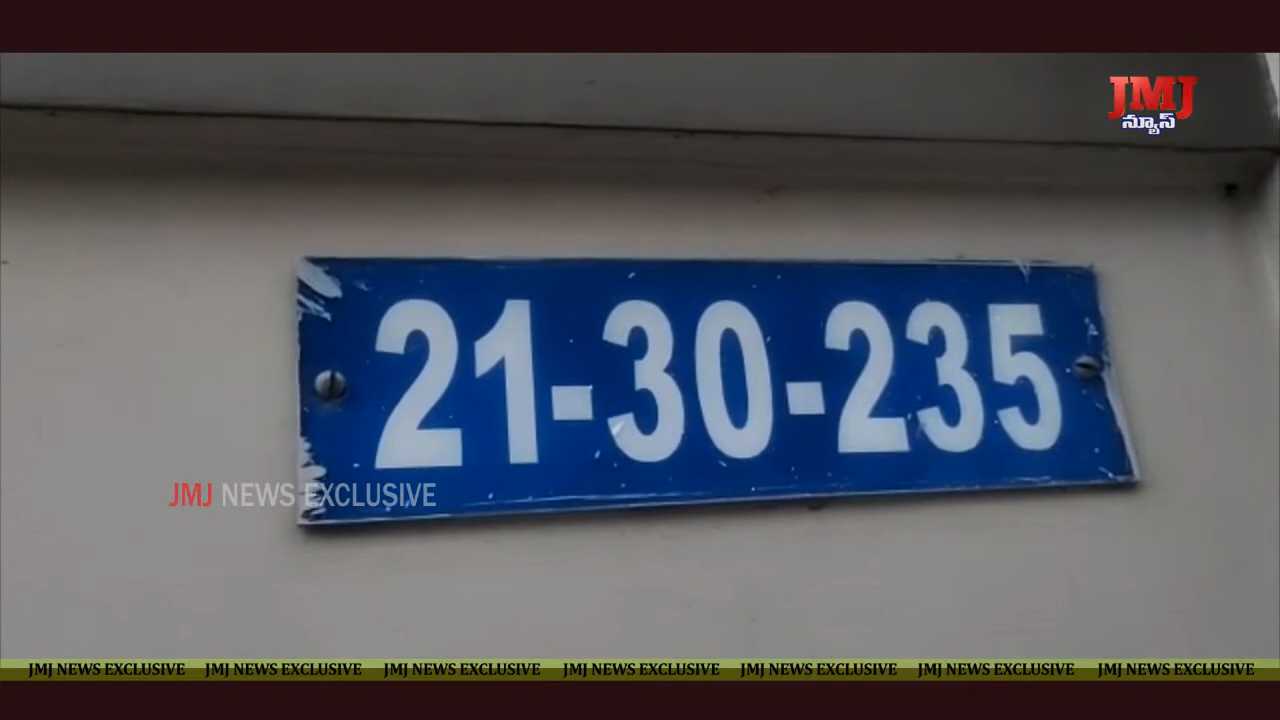 JMJ
న్యూస్
21-30-235
JMJ NEWS EXCLUSIVE
JMJ NEWS EXCLUSIVE JMJ NEWS EXCLUSIVE JMJ NEWS EXCLUSIVE JMJ NEWS EXCLUSIVE JMJ NEWS EXCLUSIVE JMJ NEWS EXCLUSIVE JMJ NEWS EXCLUSIVE